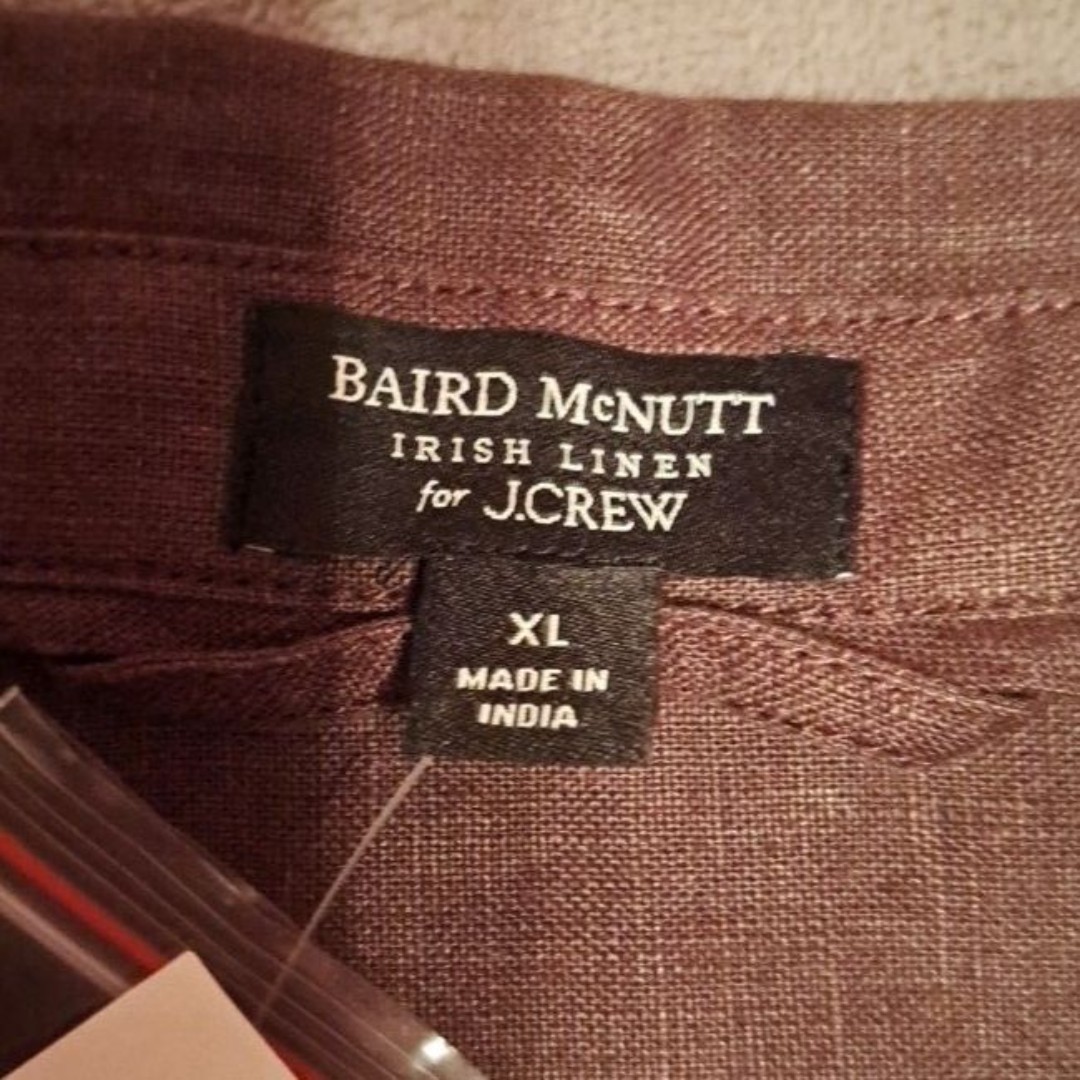 BAIRD McNUTT
IRISH LINEN
for J.CREW
XL
MADE IN
INDIA